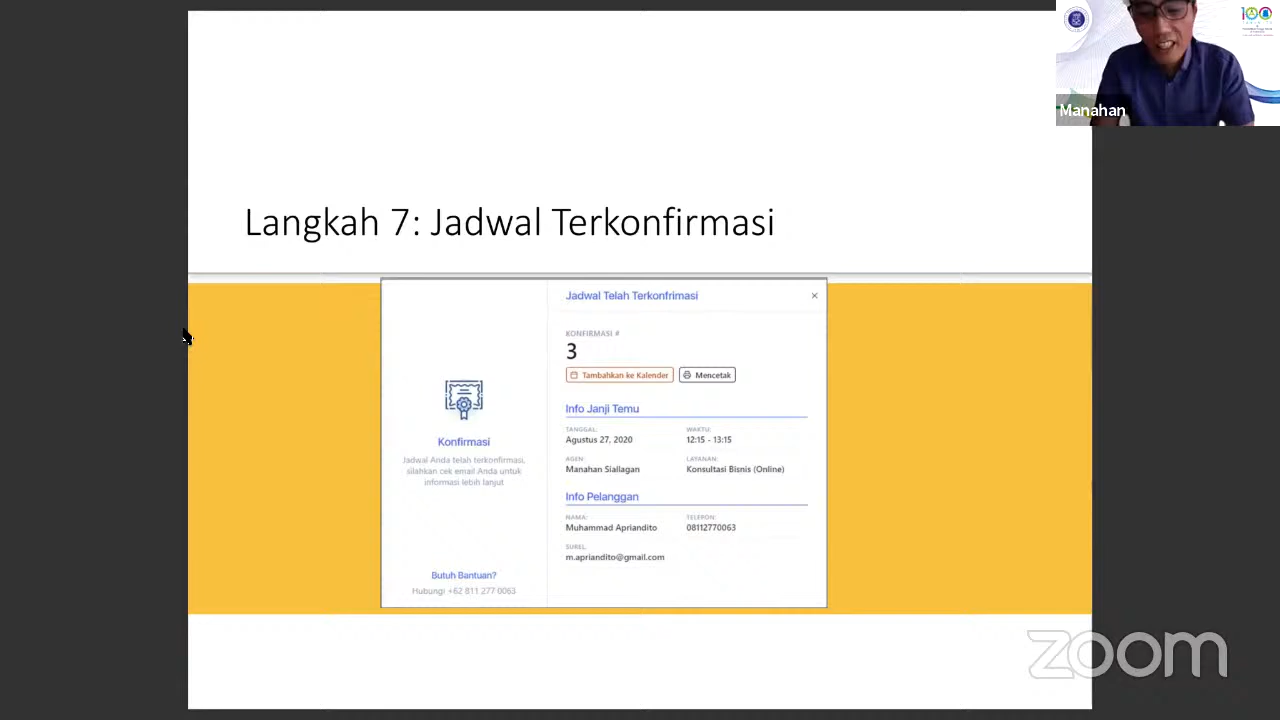 100
Manahan
Langkah 7: Jadwal Terkonfirmasi
Jadwal Telah Terkonfrimasi
KONFIRMASI #
3
Tambahkan ke Kalender
Mencetak
Info Janji Temu
TANGGAL:
WAKTU:
Agustus 27, 2020
12:15 - 13:15
AGEN:
LAYANAN:
Manahan Siallagan
Konsultasi Bisnis (Online)
Info Pelanggan
NAMA:
TELEPON:
Muhammad Apriandito
08112770063
SUREL:
m.apriandito@gmail.com
Konfirmasi
Jadwal Anda telah terkonfirmasi,
silahkan cek email Anda untuk
informasi lebih lanjut
Butuh Bantuan?
Hubungi +62 811 277 0063
zoom